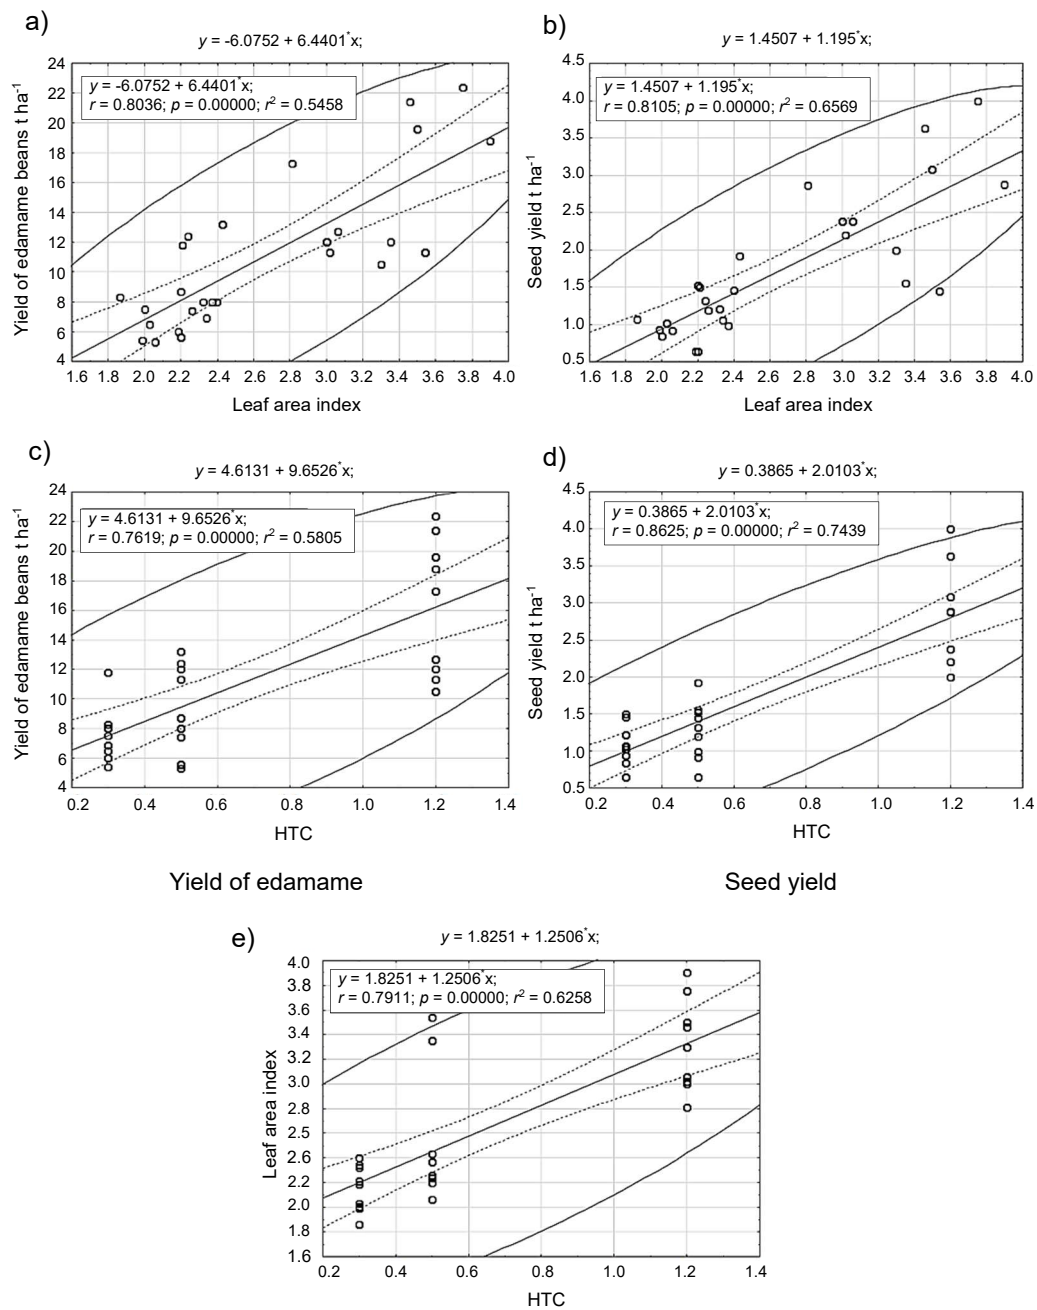 a)
y = -6.0752 + 6.4401*x;
y = -6.0752 + 6.4401*x;
r = 0.8036; p = 0.00000; r² = 0.5458
Yield of edamame beans t ha⁻¹
24
22
20
18
16
14
12
10
8
6
4
1.6 1.8 2.0 2.2 2.4 2.6 2.8 3.0 3.2 3.4 3.6 3.8 4.0
Leaf area index
b)
y = 1.4507 + 1.195*x;
y = 1.4507 + 1.195*x;
r = 0.8105; p = 0.00000; r² = 0.6569
Seed yield t ha⁻¹
4.5
4.0
3.5
3.0
2.5
2.0
1.5
1.0
0.5
1.6 1.8 2.0 2.2 2.4 2.6 2.8 3.0 3.2 3.4 3.6 3.8 4.0
Leaf area index
c)
y = 4.6131 + 9.6526*x;
y = 4.6131 + 9.6526*x;
r = 0.7619; p = 0.00000; r² = 0.5805
Yield of edamame beans t ha⁻¹
24
22
20
18
16
14
12
10
8
6
4
0.2 0.4 0.6 0.8 1.0 1.2 1.4
HTC
d)
y = 0.3865 + 2.0103*x;
y = 0.3865 + 2.0103*x;
r = 0.8625; p = 0.00000; r² = 0.7439
Seed yield t ha⁻¹
4.5
4.0
3.5
3.0
2.5
2.0
1.5
1.0
0.5
0.2 0.4 0.6 0.8 1.0 1.2 1.4
HTC
Yield of edamame
Seed yield
e)
y = 1.8251 + 1.2506*x;
y = 1.8251 + 1.2506*x;
r = 0.7911; p = 0.00000; r² = 0.6258
Leaf area index
4.0
3.8
3.6
3.4
3.2
3.0
2.8
2.5
2.6
2.2
2.0
1.8
1.6
0.2 0.4 0.6 0.8 1.0 1.2 1.4
HTC